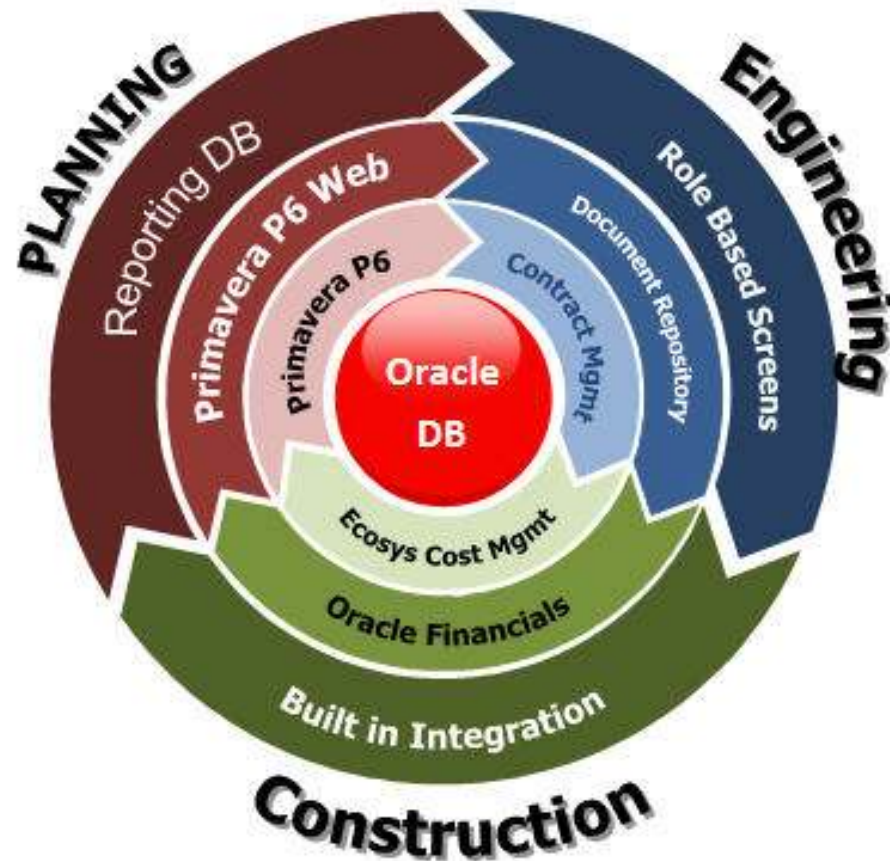 PLANNING
Reporting DB
Primavera P6 Web
Primavera P6
Engineering
Role Based Screens
Document Repository
Contract Mgmt
Oracle
DB
Ecosys Cost Mgmt
Oracle Financials
Built in Integration
Construction